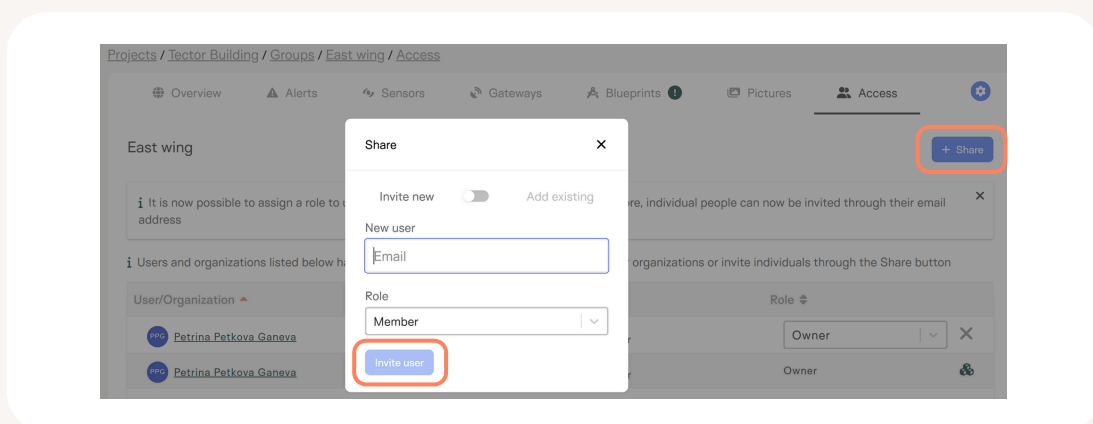 Projects / Tector Building / Groups / East wing / Access
Overview Alerts Sensors Gateways Blueprints ! Pictures Access
East wing
+ Share
Share
Invite new Add existing
New user
Email
Role
Member
Invite user
i It is now possible to assign a role to re, individual people can now be invited through their email
address
i Users and organizations listed below organizations or invite individuals through the Share button
User/Organization Role
PPG Petrina Petkova Ganeva Owner
PPG Petrina Petkova Ganeva Owner